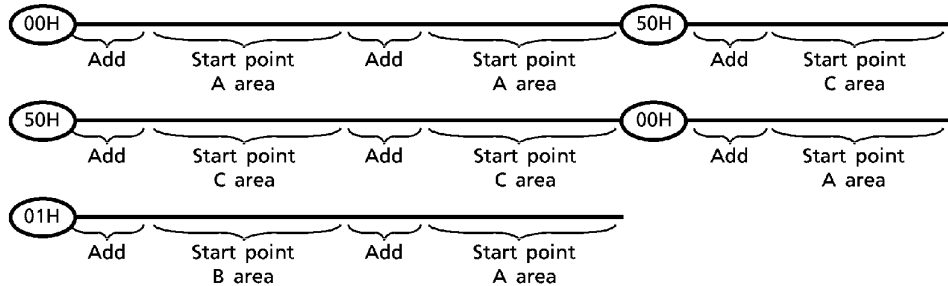 00H 50H
Add Start point Add Start point Add Start point
A area A area C area
50H 00H
Add Start point Add Start point Add Start point
C area C area A area
01H
Add Start point Add Start point
B area A area